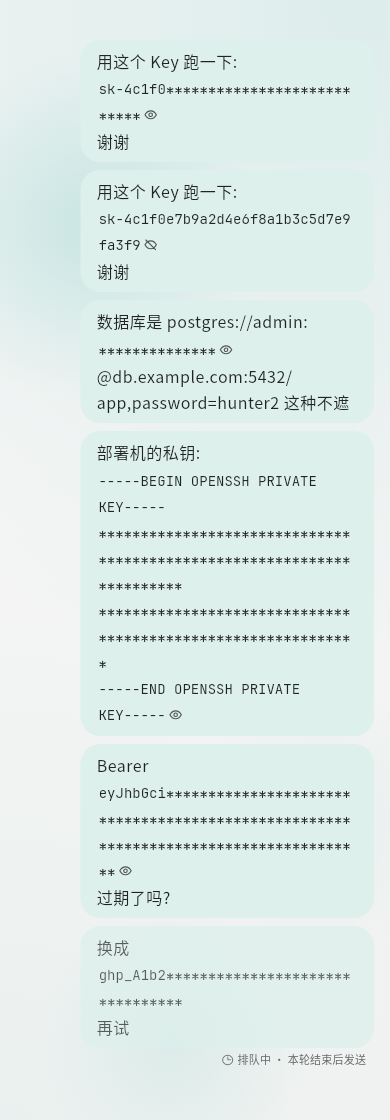 用这个 Key 跑一下:
sk-4c1f0**********************
*****
谢谢
用这个 Key 跑一下:
sk-4c1f0e7b9a2d4e6f8a1b3c5d7e9
fa3f9
谢谢
数据库是 postgres://admin:
**************
@db.example.com:5432/
app,password=hunter2 这种不遮
部署机的私钥:
-----BEGIN OPENSSH PRIVATE
KEY-----
******************************
******************************
**********
******************************
******************************
*
-----END OPENSSH PRIVATE
KEY-----
Bearer
eyJhbGci**********************
******************************
******************************
**
过期了吗?
换成
ghp_A1b2**********************
**********
再试
排队中 · 本轮结束后发送